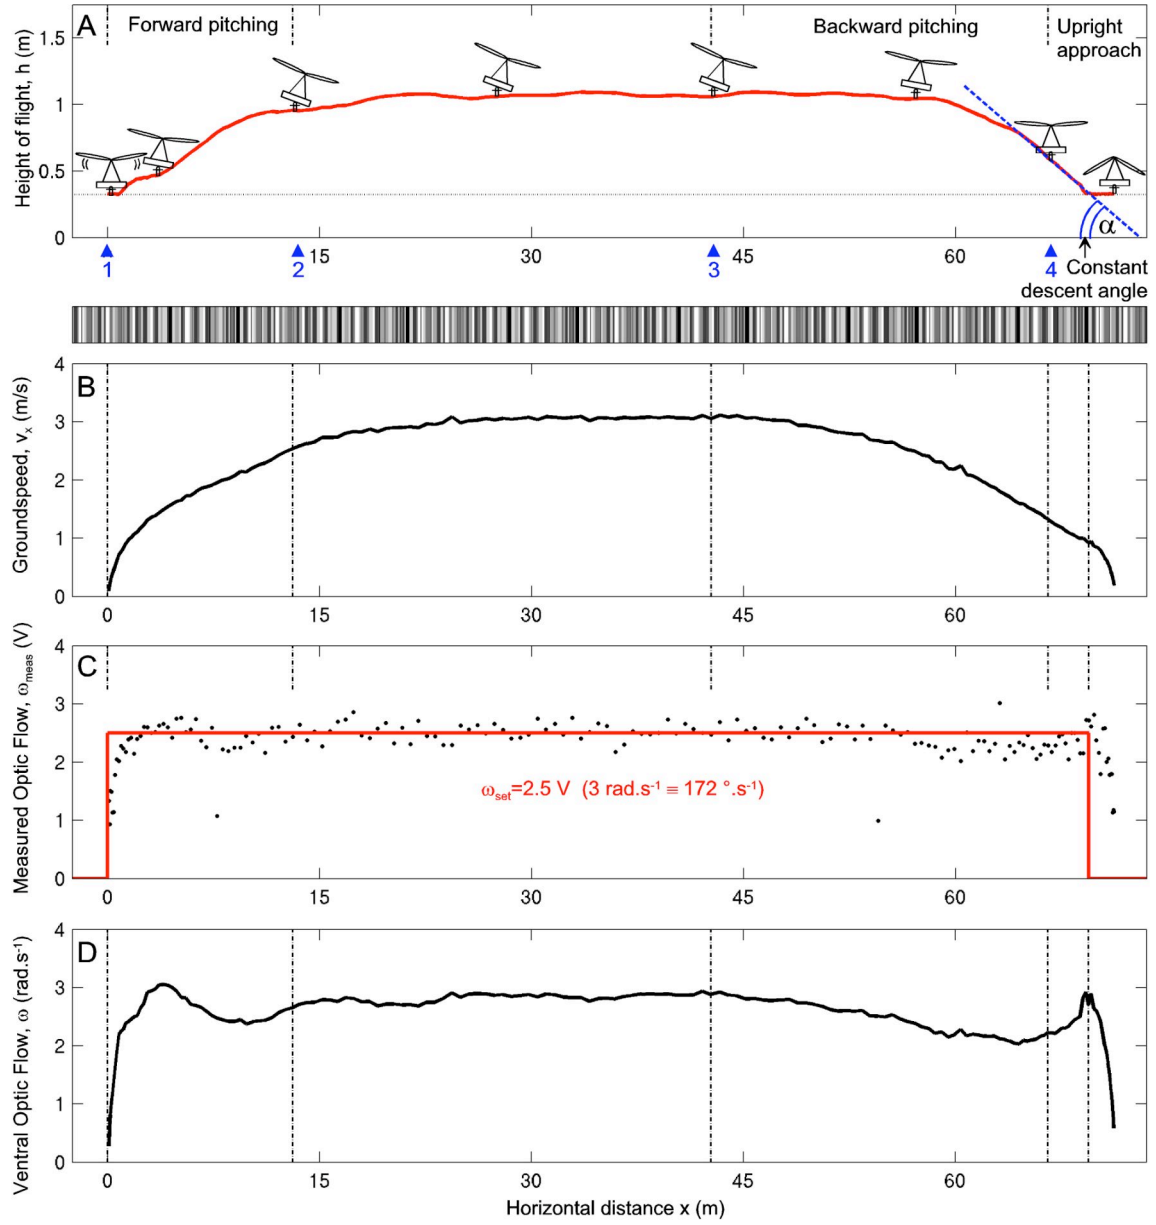 A
Forward pitching
Backward pitching
Upright
approach
Height of flight, h (m)
1.5
1
0.5
0
α
1
2
15
30
3
45
60
4
Constant
descent angle
B
Groundspeed, vₓ (m/s)
4
3
2
1
0
0
15
30
45
60
C
Measured Optic Flow, ω_meas (V)
4
3
2
1
0
ω_set=2.5 V (3 rad.s⁻¹ ≡ 172 °.s⁻¹)
0
15
30
45
60
D
Ventral Optic Flow, ω (rad.s⁻¹)
4
3
2
1
0
0
15
30
45
60
Horizontal distance x (m)